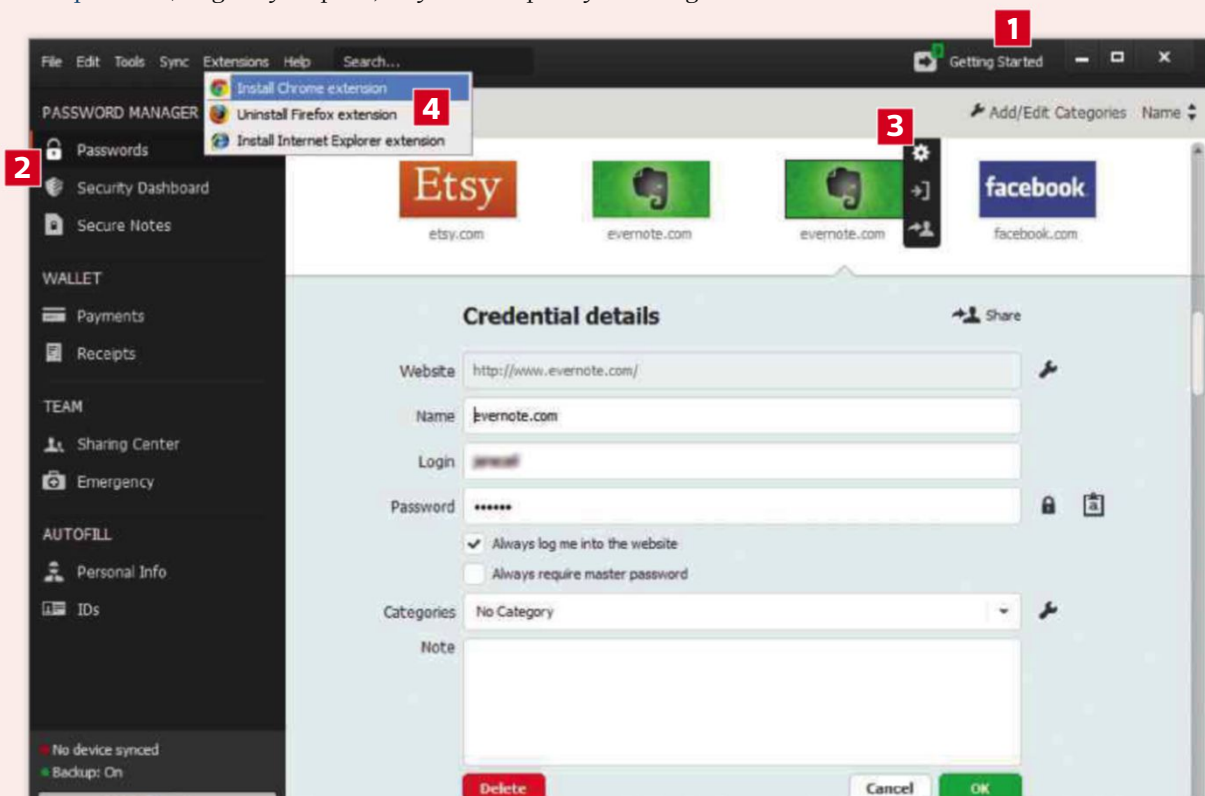 1
File Edit Tools Sync Extensions Help Search...
Getting Started
Install Chrome extension
Uninstall Firefox extension
Install Internet Explorer extension
4
PASSWORD MANAGER
3
Add/Edit Categories Name
2
Passwords
Security Dashboard
Secure Notes
Etsy
facebook
etsy.com
evernote.com
evernote.com
facebook.com
WALLET
Payments
Receipts
TEAM
Sharing Center
Emergency
AUTOFILL
Personal Info
IDs
No device synced
Backup: On
Credential details
Share
Website http://www.evernote.com/
Name evernote.com
Login
Password ••••••
a
Always log me into the website
Always require master password
Categories No Category
Note
Delete Cancel OK